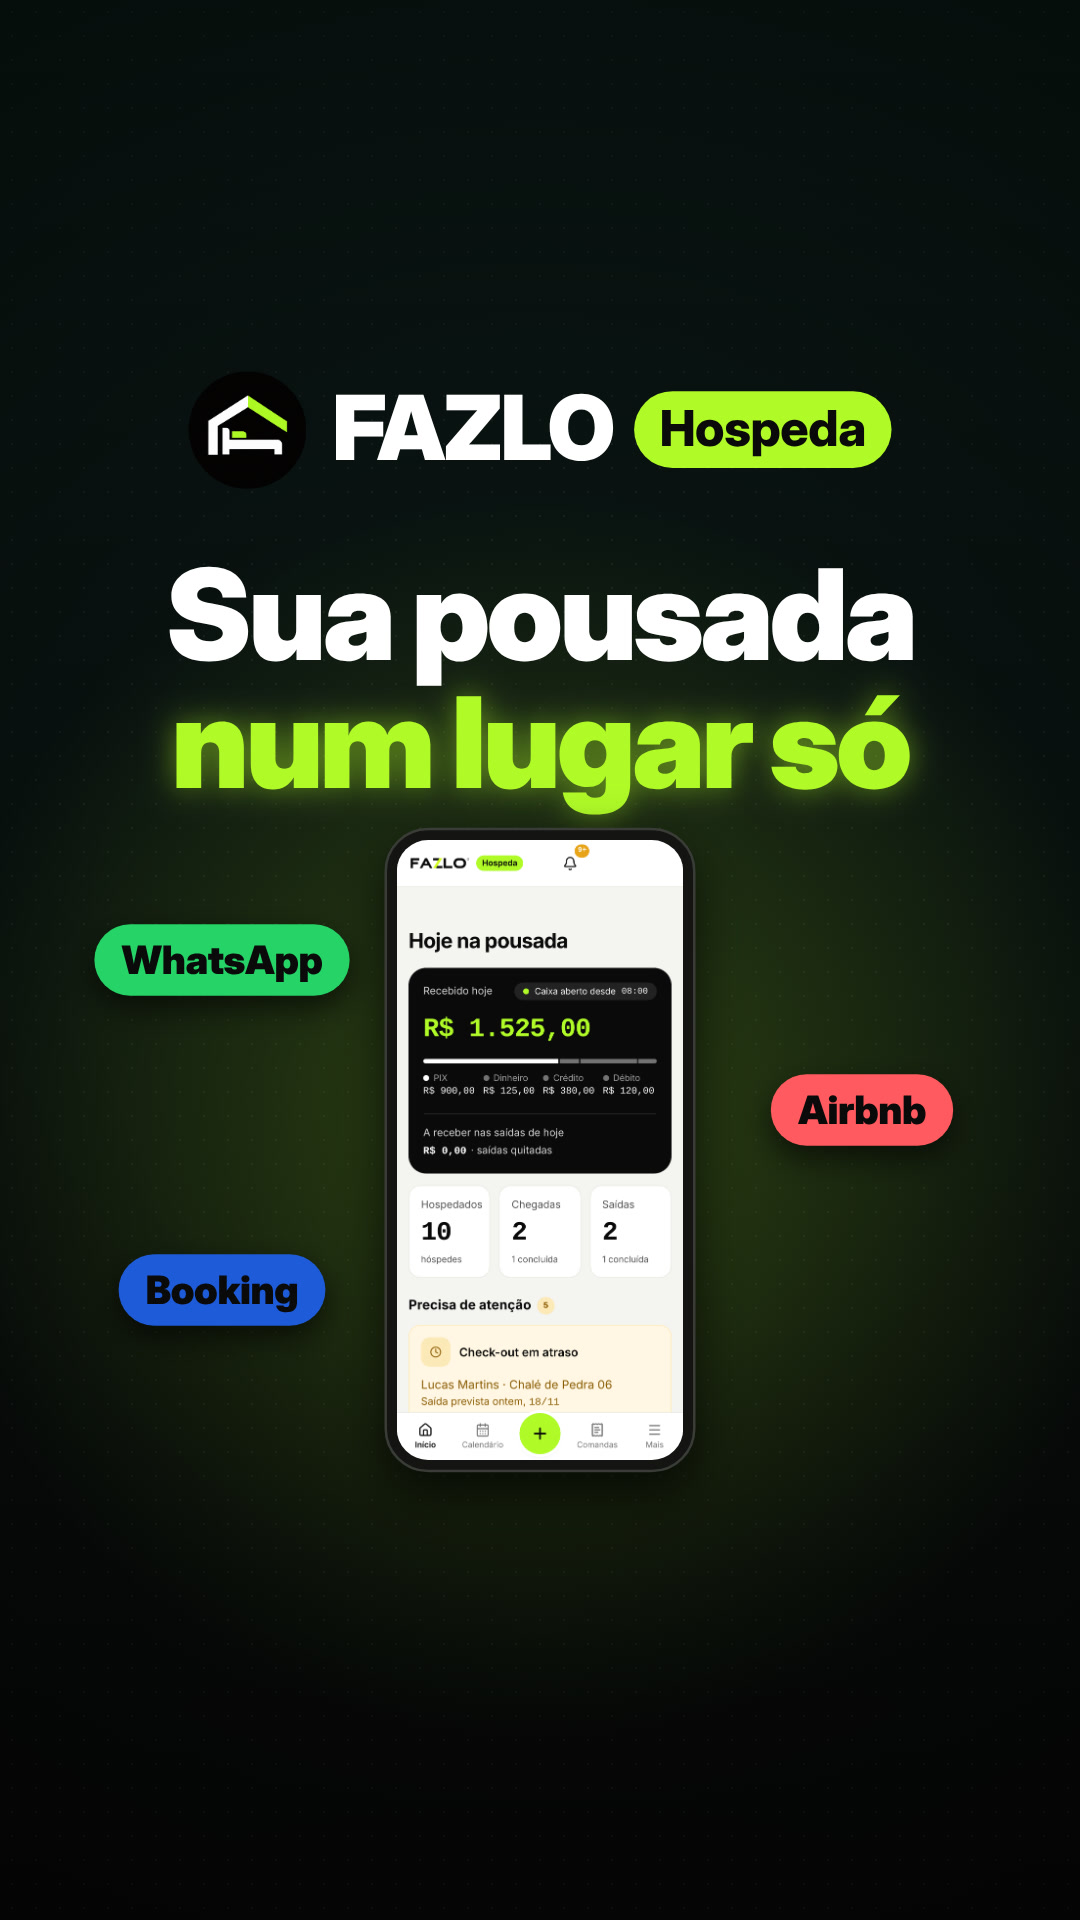 FAZLO Hospeda
Sua pousada
num lugar só
FAZLO Hospeda
9+
WhatsApp
Hoje na pousada
Recebido hoje
Caixa aberto desde 08:00
R$ 1.525,00
PIX Dinheiro Crédito Débito
R$ 900,00 R$ 125,00 R$ 380,00 R$ 120,00
Airbnb
A receber nas saídas de hoje
R$ 0,00 · saídas quitadas
Hospedados Chegadas Saídas
10 2 2
hóspedes 1 concluída 1 concluída
Booking
Precisa de atenção 5
Check-out em atraso
Lucas Martins · Chalé de Pedra 06
Saída prevista ontem, 18/11
Início Calendário + Comandas Mais